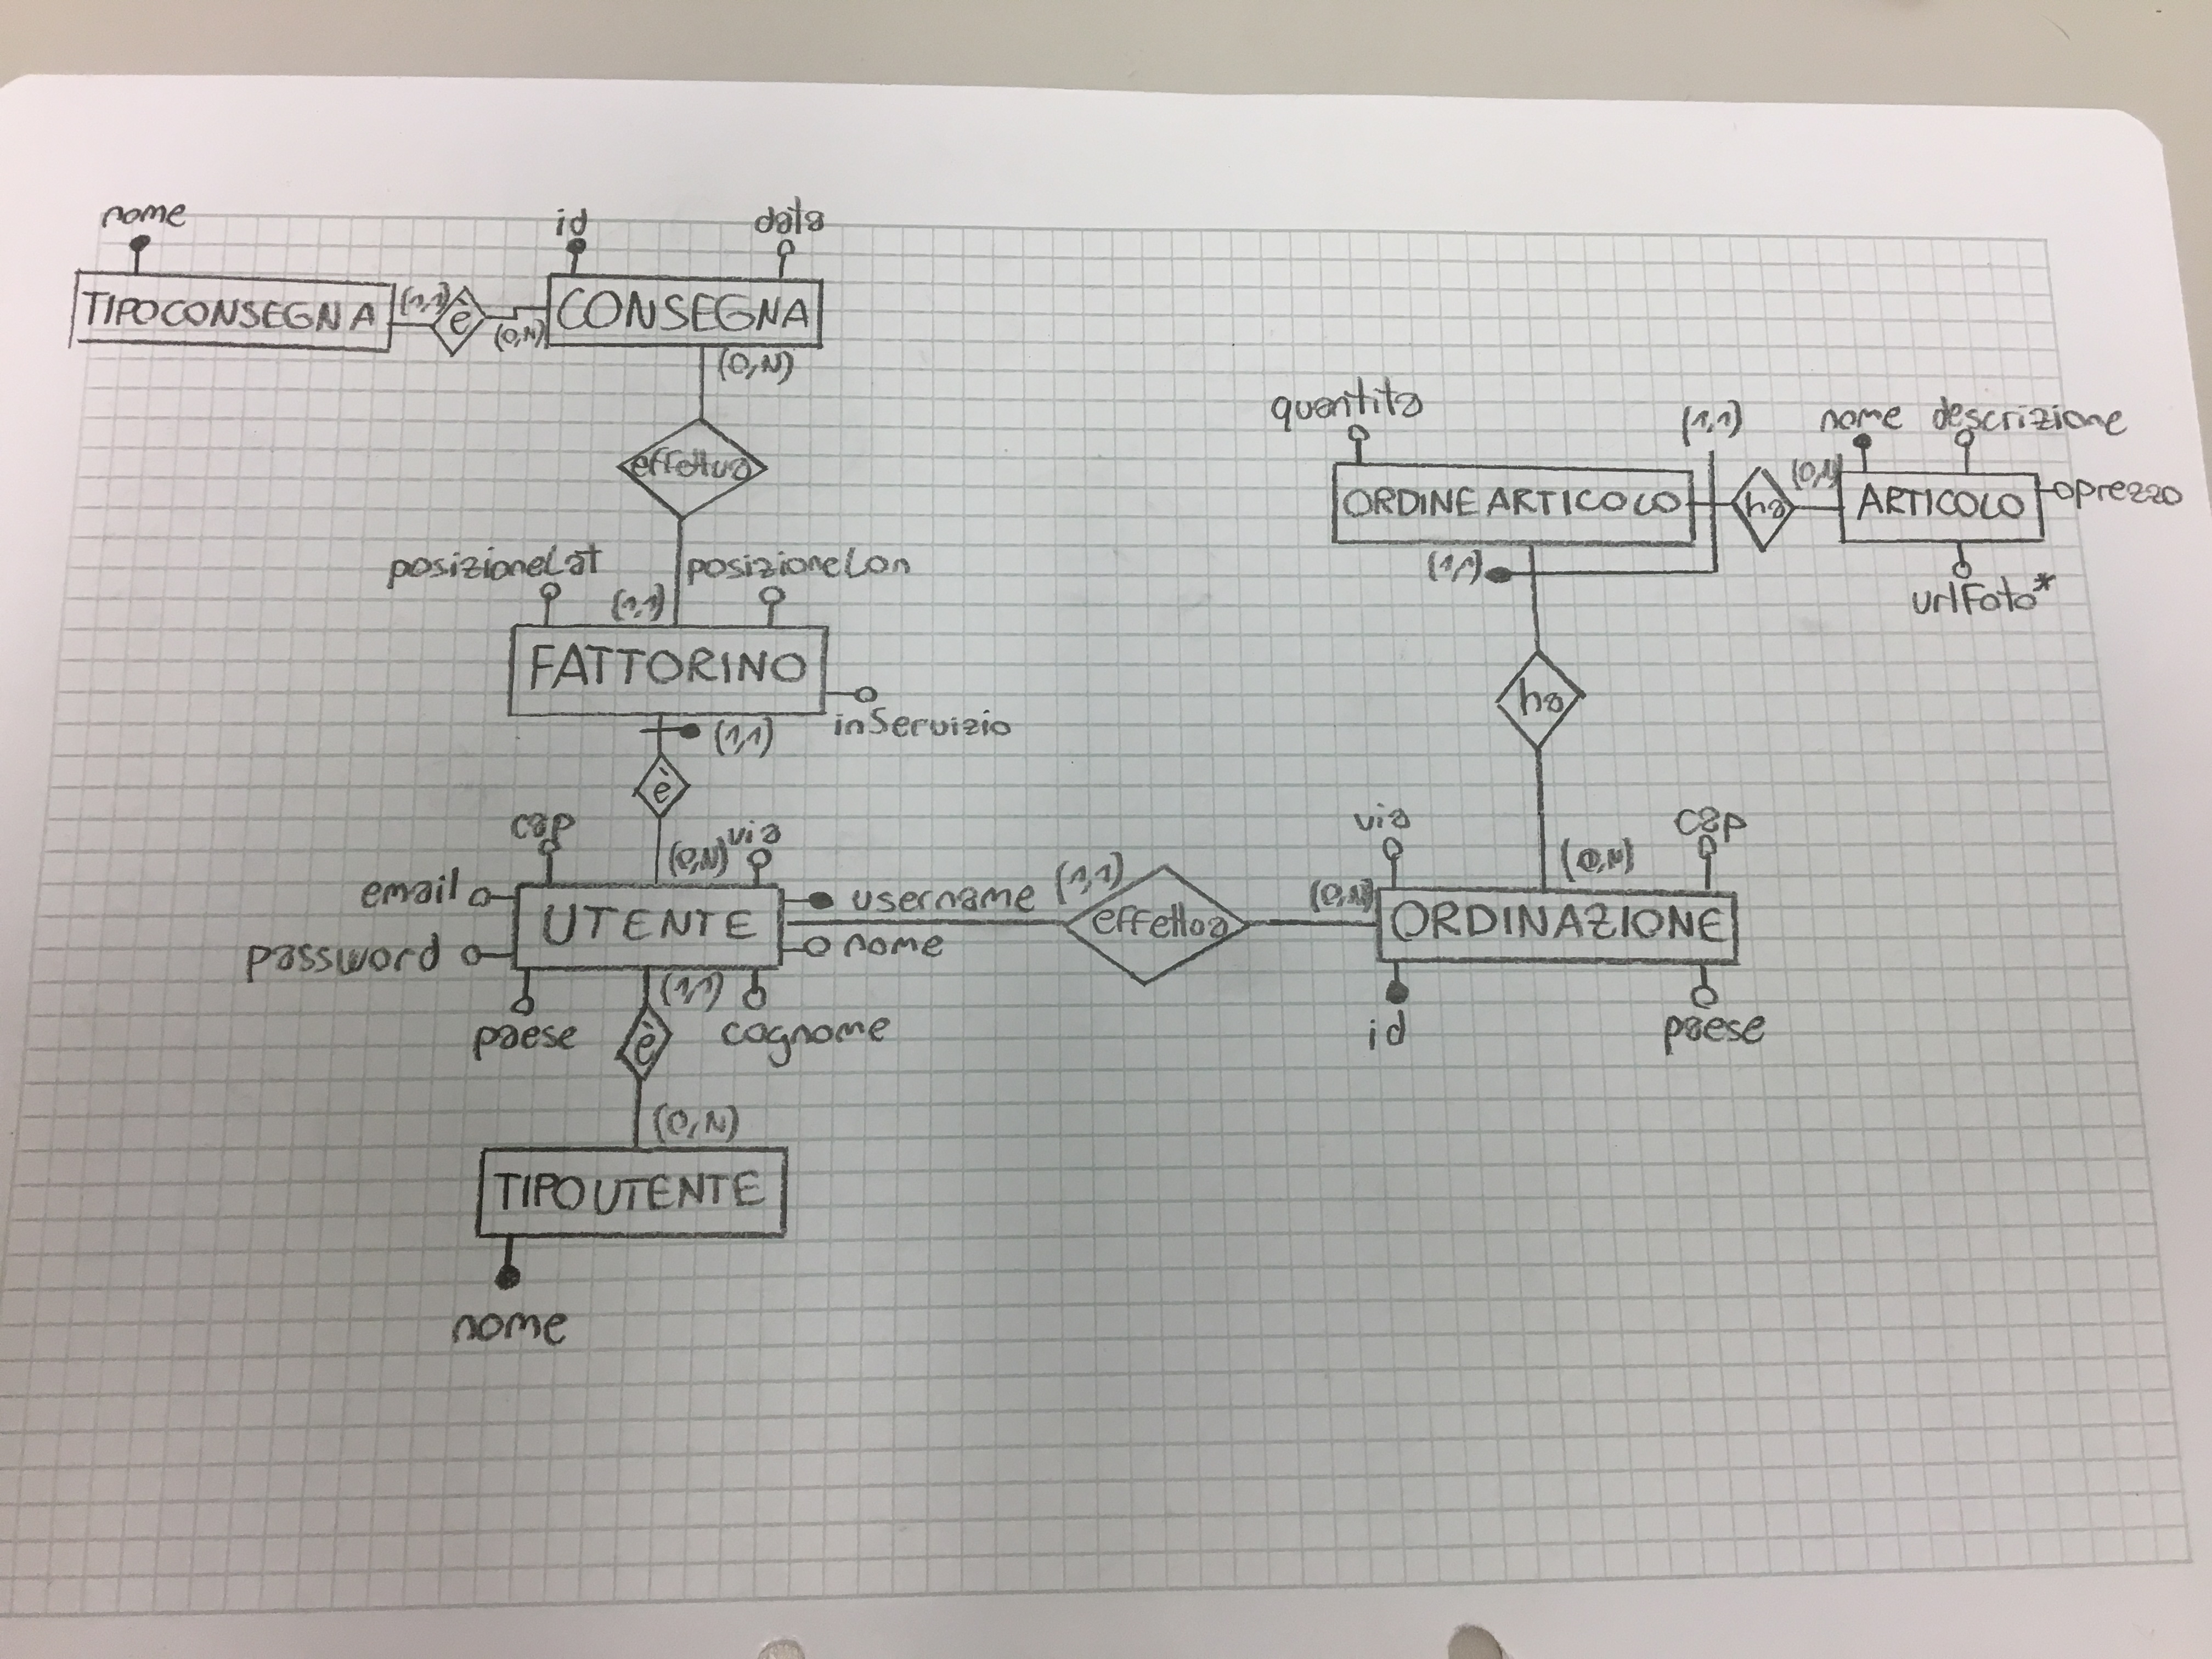 nome
TIPOCONSEGNA
(1,1)
è
(0,N)
id
data
CONSEGNA
(0,N)
effettua
posizioneLat
(1,1)
posizioneLon
FATTORINO
inServizio
(1,1)
è
cap
(0,N)
via
email
password
UTENTE
username
nome
paese
(1,1)
cognome
è
(0,N)
TIPOUTENTE
nome
(1,1)
effettua
(0,N)
via
cap
ORDINAZIONE
id
paese
(0,N)
ha
(1,1)
quantita
ORDINEARTICOLO
(1,1)
ha
(0,N)
nome
descrizione
ARTICOLO
prezzo
urlFoto*